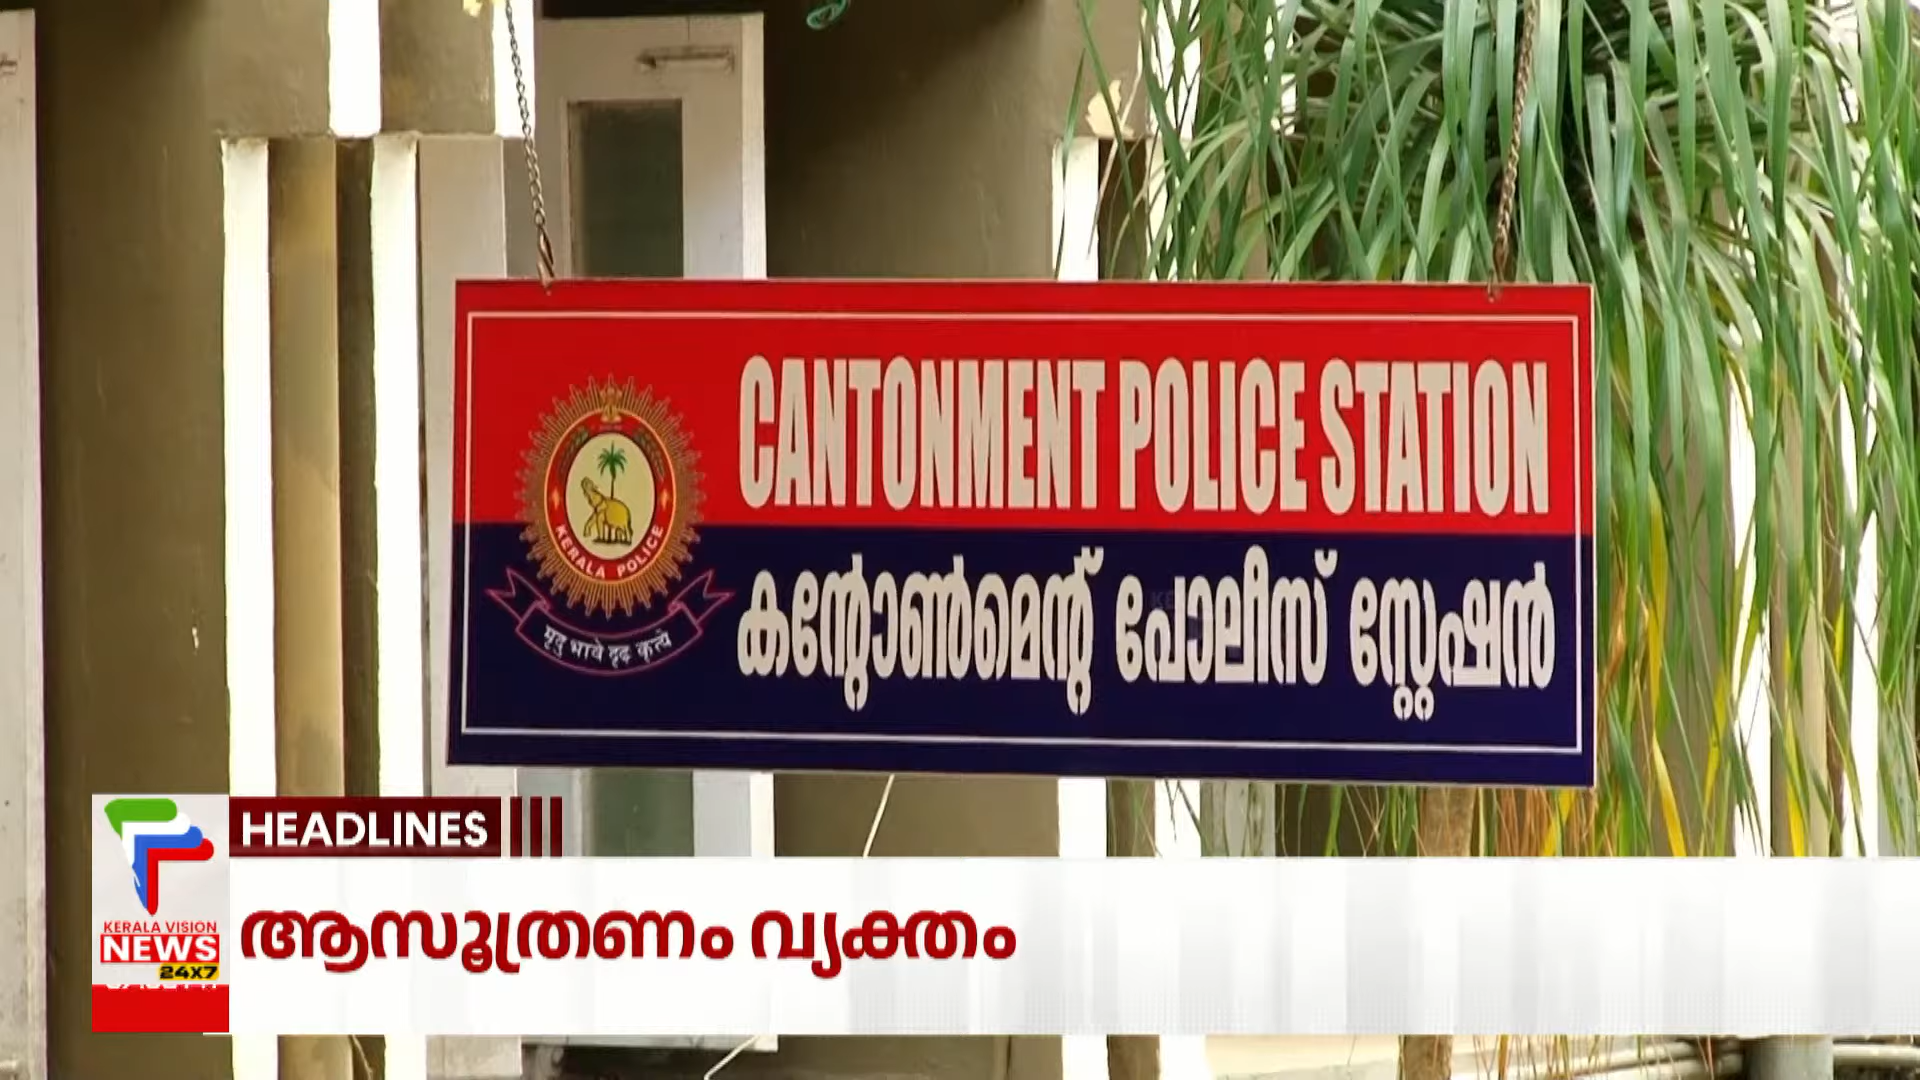 CANTONMENT POLICE STATION
കന്റോൺമെന്റ് പോലീസ് സ്റ്റേഷൻ
KERALA POLICE
मृदु भावे दृढ कृत्ये
HEADLINES
ആസൂത്രണം വ്യക്തം
KERALA VISION
NEWS
24X7